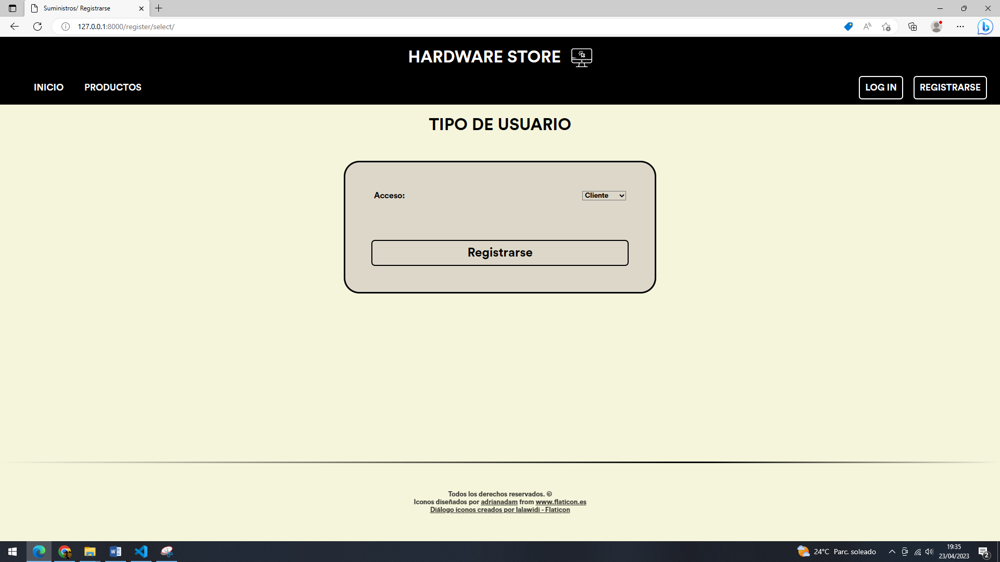 Suministros/ Registrarse
127.0.0.1:8000/register/select/
HARDWARE STORE
INICIO PRODUCTOS LOG IN REGISTRARSE
TIPO DE USUARIO
Acceso: Cliente
Registrarse
Todos los derechos reservados. ©
Iconos diseñados por adrianadam from www.flaticon.es
Diálogo iconos creados por lalawidi - Flaticon
24°C Parc. soleado
19:35
23/04/2023
2